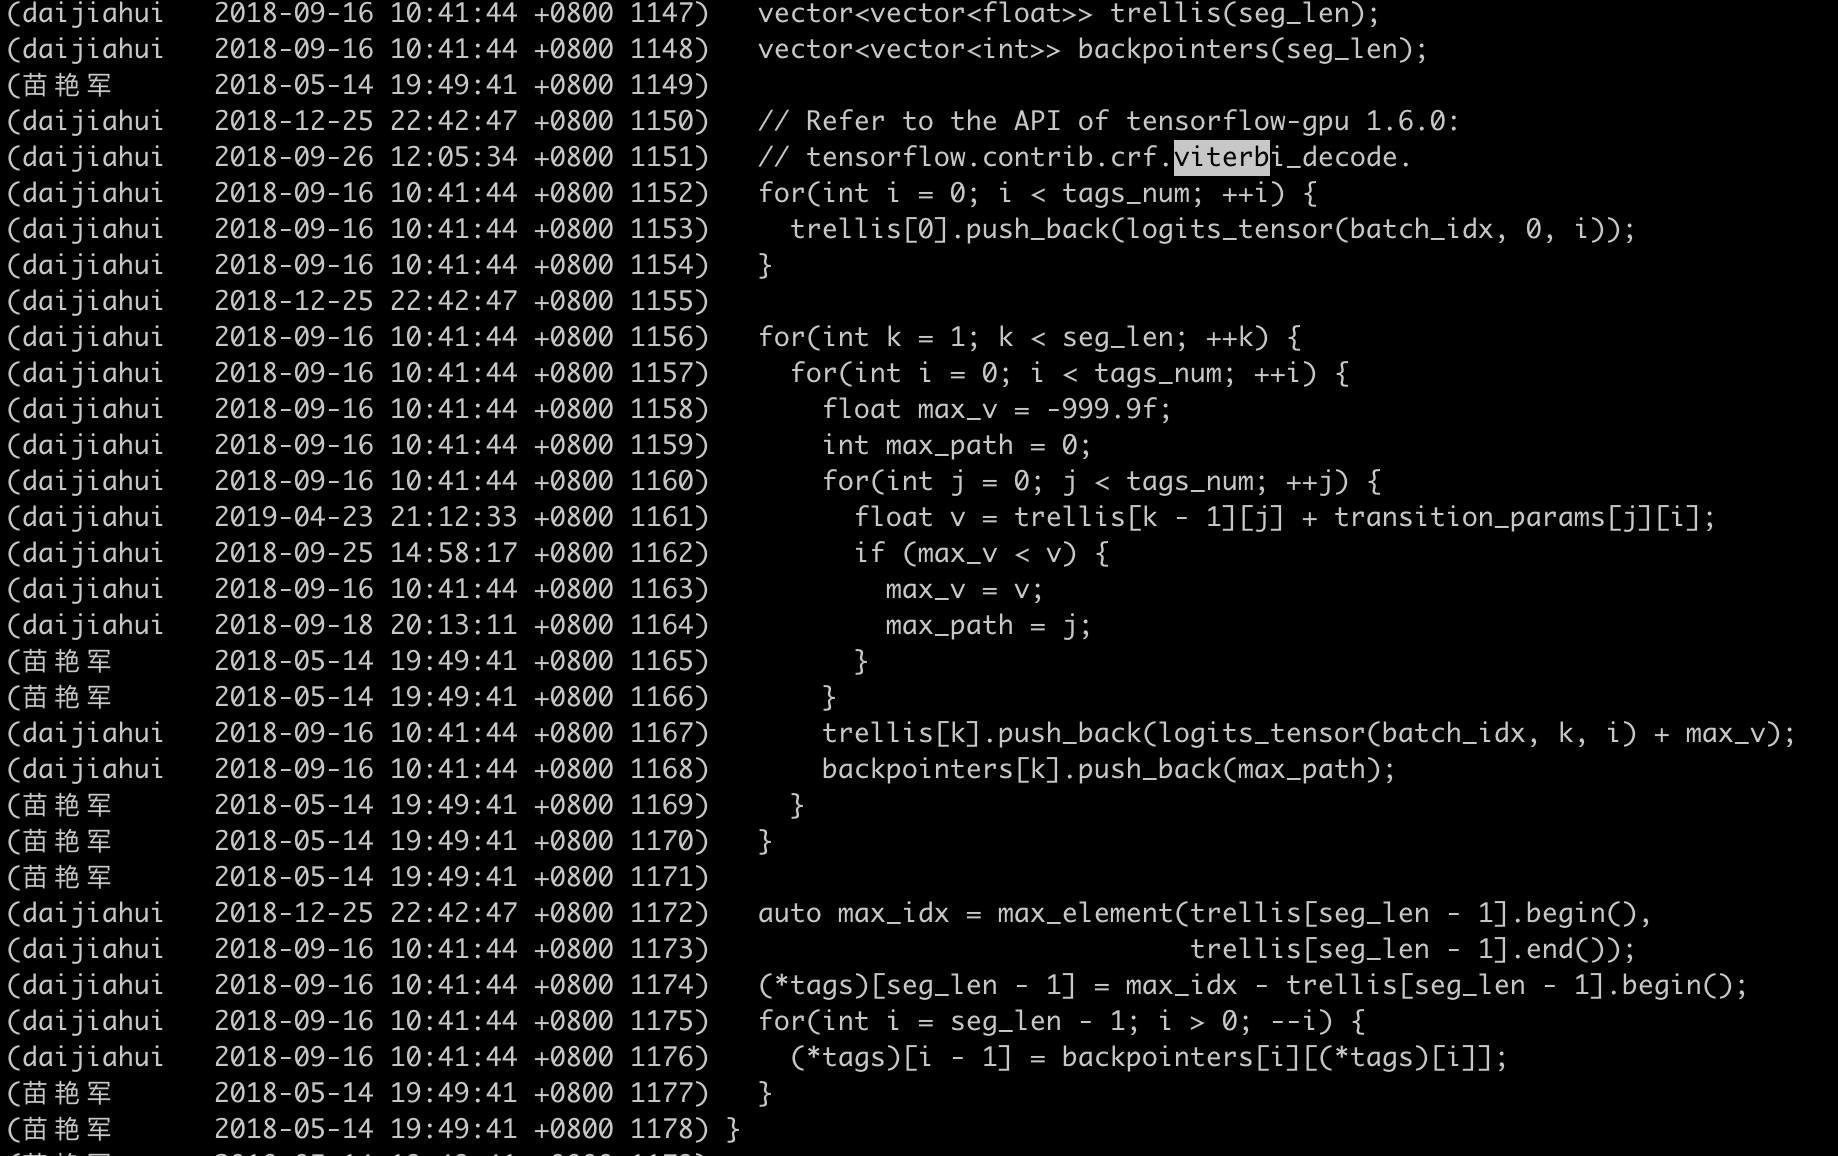 (daijiahui   2018-09-16 10:41:44 +0800 1147)   vector<vector<float>> trellis(seg_len);
(daijiahui   2018-09-16 10:41:44 +0800 1148)   vector<vector<int>> backpointers(seg_len);
(苗艳军      2018-05-14 19:49:41 +0800 1149)
(daijiahui   2018-12-25 22:42:47 +0800 1150)   // Refer to the API of tensorflow-gpu 1.6.0:
(daijiahui   2018-09-26 12:05:34 +0800 1151)   // tensorflow.contrib.crf.viterbi_decode.
(daijiahui   2018-09-16 10:41:44 +0800 1152)   for(int i = 0; i < tags_num; ++i) {
(daijiahui   2018-09-16 10:41:44 +0800 1153)     trellis[0].push_back(logits_tensor(batch_idx, 0, i));
(daijiahui   2018-09-16 10:41:44 +0800 1154)   }
(daijiahui   2018-12-25 22:42:47 +0800 1155)
(daijiahui   2018-09-16 10:41:44 +0800 1156)   for(int k = 1; k < seg_len; ++k) {
(daijiahui   2018-09-16 10:41:44 +0800 1157)     for(int i = 0; i < tags_num; ++i) {
(daijiahui   2018-09-16 10:41:44 +0800 1158)       float max_v = -999.9f;
(daijiahui   2018-09-16 10:41:44 +0800 1159)       int max_path = 0;
(daijiahui   2018-09-16 10:41:44 +0800 1160)       for(int j = 0; j < tags_num; ++j) {
(daijiahui   2019-04-23 21:12:33 +0800 1161)         float v = trellis[k - 1][j] + transition_params[j][i];
(daijiahui   2018-09-25 14:58:17 +0800 1162)         if (max_v < v) {
(daijiahui   2018-09-16 10:41:44 +0800 1163)           max_v = v;
(daijiahui   2018-09-18 20:13:11 +0800 1164)           max_path = j;
(苗艳军      2018-05-14 19:49:41 +0800 1165)         }
(苗艳军      2018-05-14 19:49:41 +0800 1166)       }
(daijiahui   2018-09-16 10:41:44 +0800 1167)       trellis[k].push_back(logits_tensor(batch_idx, k, i) + max_v);
(daijiahui   2018-09-16 10:41:44 +0800 1168)       backpointers[k].push_back(max_path);
(苗艳军      2018-05-14 19:49:41 +0800 1169)     }
(苗艳军      2018-05-14 19:49:41 +0800 1170)   }
(苗艳军      2018-05-14 19:49:41 +0800 1171)
(daijiahui   2018-12-25 22:42:47 +0800 1172)   auto max_idx = max_element(trellis[seg_len - 1].begin(),
(daijiahui   2018-09-16 10:41:44 +0800 1173)                              trellis[seg_len - 1].end());
(daijiahui   2018-09-16 10:41:44 +0800 1174)   (*tags)[seg_len - 1] = max_idx - trellis[seg_len - 1].begin();
(daijiahui   2018-09-16 10:41:44 +0800 1175)   for(int i = seg_len - 1; i > 0; --i) {
(daijiahui   2018-09-16 10:41:44 +0800 1176)     (*tags)[i - 1] = backpointers[i][(*tags)[i]];
(苗艳军      2018-05-14 19:49:41 +0800 1177)   }
(苗艳军      2018-05-14 19:49:41 +0800 1178) }